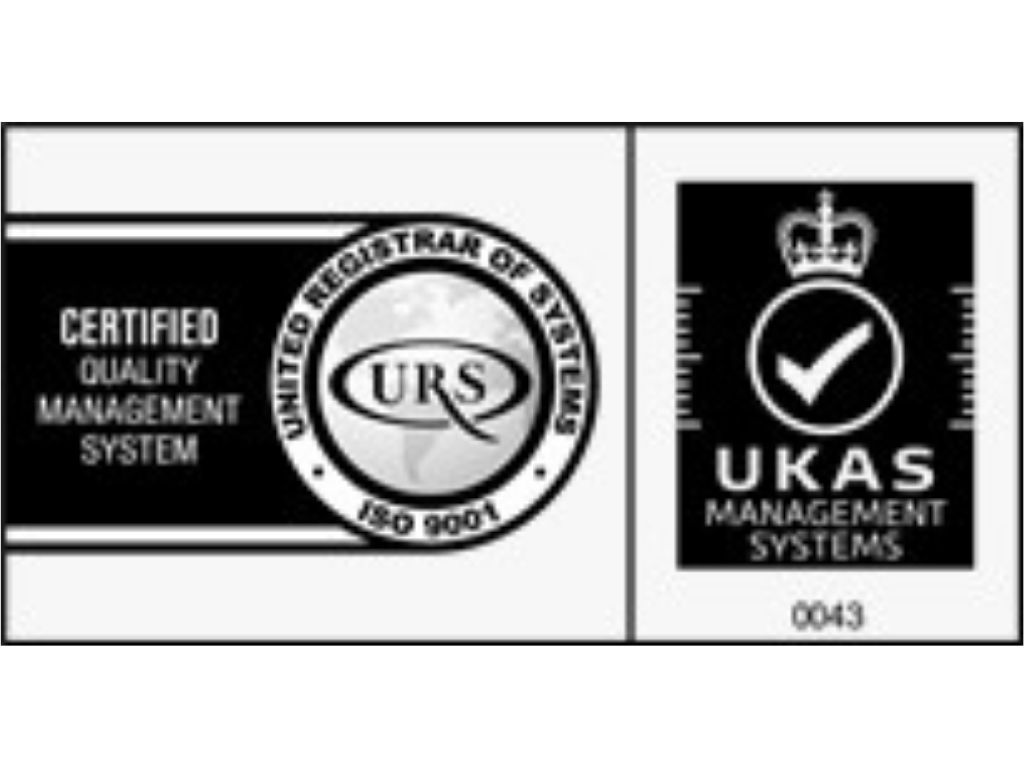 CERTIFIED
QUALITY
MANAGEMENT
SYSTEM
UNITED REGISTRAR OF SYSTEMS
URS
ISO 9001
UKAS
MANAGEMENT
SYSTEMS
0043